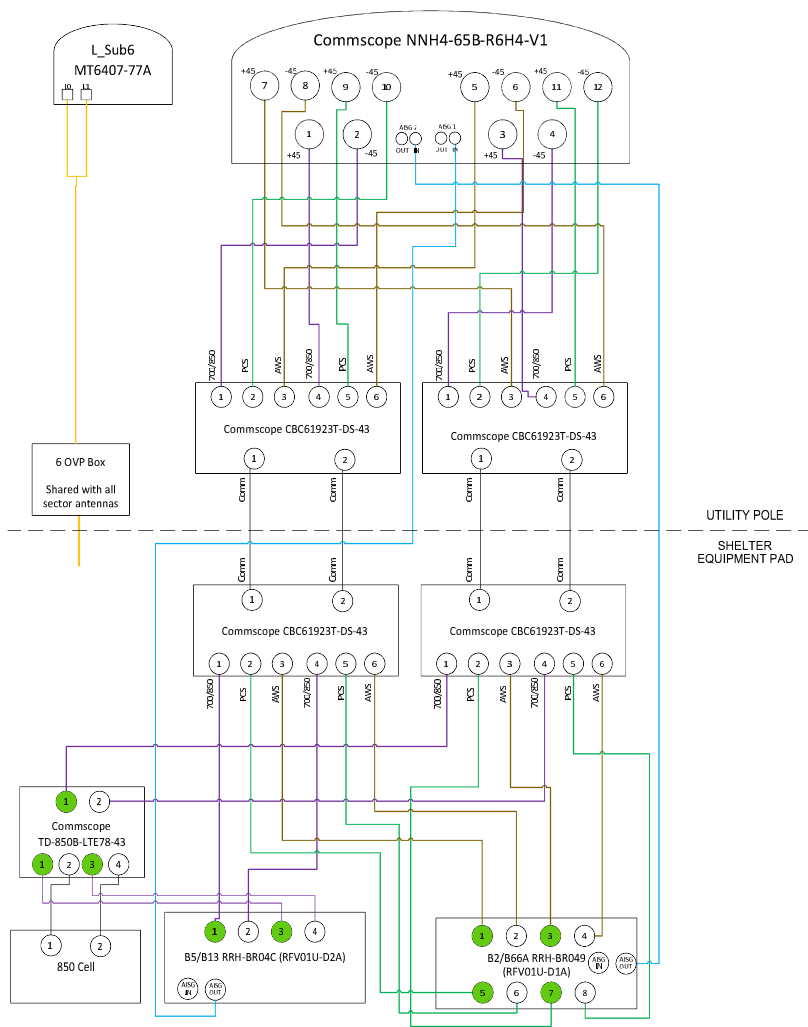 L_Sub6
MT6407-77A
I0 I1
Commscope NNH4-65B-R6H4-V1
+45 -45 +45 -45 +45 -45 +45 -45
7 8 9 10 5 6 11 12
1 2 3 4
+45 -45 +45 -45
AISG 2 AISG 1
OUT IN OUT IN
700/850 PCS AWS 700/850 PCS AWS
1 2 3 4 5 6
Commscope CBC61923T-DS-43
1 2
Comm Comm
700/850 PCS AWS 700/850 PCS AWS
1 2 3 4 5 6
Commscope CBC61923T-DS-43
1 2
Comm Comm
6 OVP Box
Shared with all
sector antennas
UTILITY POLE
SHELTER
EQUIPMENT PAD
Comm Comm
1 2
Commscope CBC61923T-DS-43
1 2 3 4 5 6
700/850 PCS AWS 700/850 PCS AWS
Comm Comm
1 2
Commscope CBC61923T-DS-43
1 2 3 4 5 6
700/850 PCS AWS 700/850 PCS AWS
1 2
Commscope
TD-850B-LTE78-43
1 2 3 4
1 2
850 Cell
1 2 3 4
B5/B13 RRH-BR04C (RFV01U-D2A)
AISG
IN
AISG
OUT
1 2 3 4
B2/B66A RRH-BR049
(RFV01U-D1A)
AISG
IN
AISG
OUT
5 6 7 8